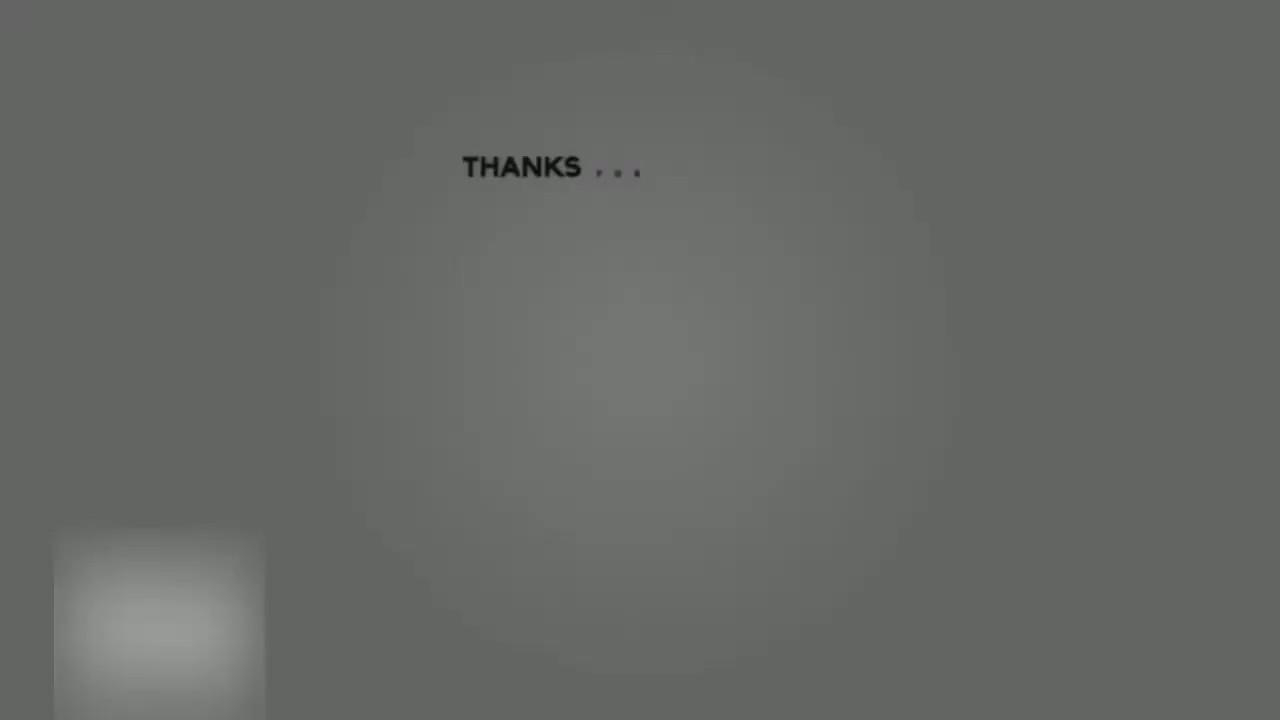 THANKS . . .